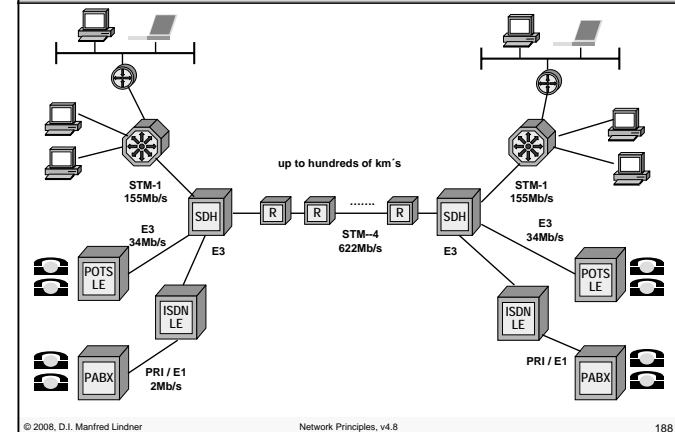 up to hundreds of km´s
STM-1
155Mb/s
STM-1
155Mb/s
SDH
R
R
.......
R
SDH
STM--4
622Mb/s
E3
34Mb/s
E3
E3
E3
34Mb/s
POTS
LE
POTS
LE
ISDN
LE
ISDN
LE
PABX
PRI / E1
2Mb/s
PRI / E1
PABX
© 2008, D.I. Manfred Lindner
Network Principles, v4.8
188